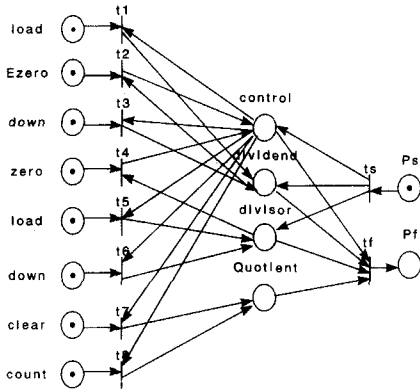 load
t1
Ezero
t2
down
t3
zero
t4
load
t5
down
t6
clear
t7
count
t8
control
dividend
divisor
Quotient
ts
Ps
tf
Pf